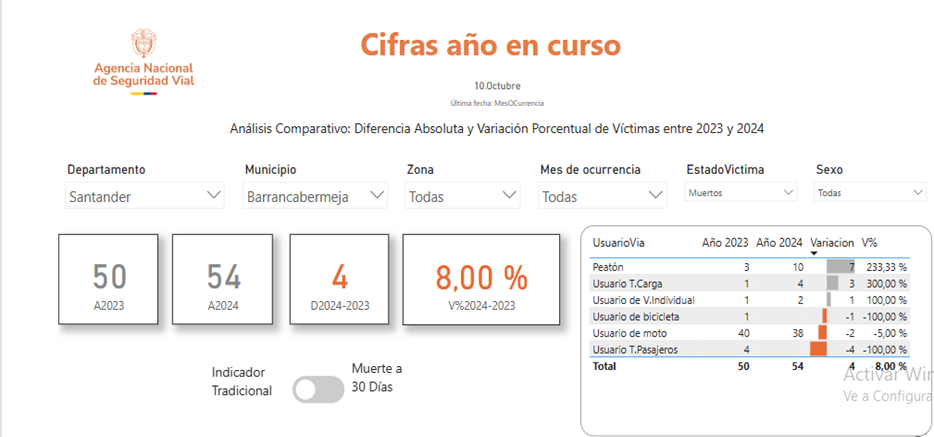 Agencia Nacional
de Seguridad Vial
Cifras año en curso
10.Octubre
Última fecha: MesOCurrencia
Análisis Comparativo: Diferencia Absoluta y Variación Porcentual de Víctimas entre 2023 y 2024
Departamento Municipio Zona Mes de ocurrencia EstadoVictima Sexo
Santander Barrancabermeja Todas Todas Muertos Todas
50 54 4 8,00 %
A2023 A2024 D2024-2023 V%2024-2023
UsuarioVia Año 2023 Año 2024 Variacion V%
Peatón 3 10 7 233,33 %
Usuario T.Carga 1 4 3 300,00 %
Usuario de V.Individual 1 2 1 100,00 %
Usuario de bicicleta 1 -1 -100,00 %
Usuario de moto 40 38 -2 -5,00 %
Usuario T.Pasajeros 4 -4 -100,00 %
Total 50 54 4 8,00 %
Indicador
Tradicional
Muerte a
30 Días
Activar Win
Ve a Configura